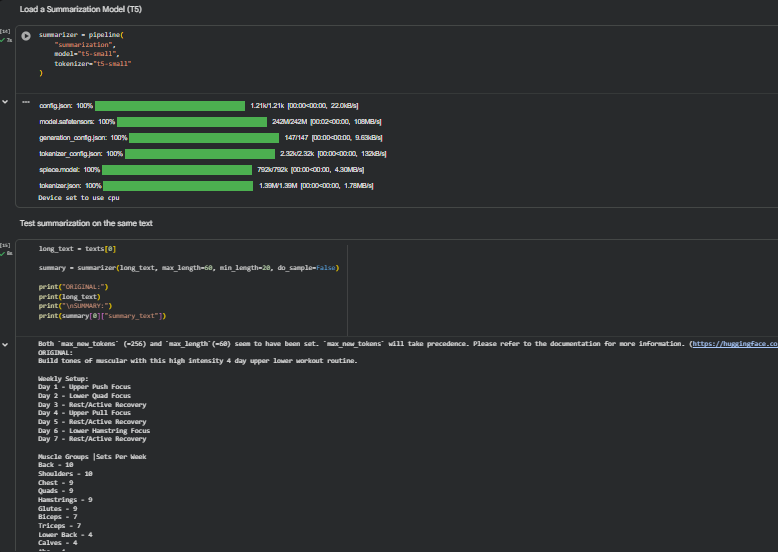 Load a Summarization Model (T5)
[14]
3s
summarizer = pipeline(
"summarization",
model="t5-small",
tokenizer="t5-small"
)
config.json: 100% 1.21k/1.21k [00:00<00:00, 22.0kB/s]
model.safetensors: 100% 242M/242M [00:02<00:00, 108MB/s]
generation_config.json: 100% 147/147 [00:00<00:00, 9.63kB/s]
tokenizer_config.json: 100% 2.32k/2.32k [00:00<00:00, 132kB/s]
spiece.model: 100% 792k/792k [00:00<00:00, 4.30MB/s]
tokenizer.json: 100% 1.39M/1.39M [00:00<00:00, 1.78MB/s]
Device set to use cpu
Test summarization on the same text
long_text = texts[0]
summary = summarizer(long_text, max_length=60, min_length=20, do_sample=False)
print("ORIGINAL:")
print(long_text)
print("\nSUMMARY:")
print(summary[0]["summary_text"])
Both `max_new_tokens` (=256) and `max_length`(=60) seem to have been set. `max_new_tokens` will take precedence. Please refer to the documentation for more information. (https://huggingface.co
ORIGINAL:
Build tones of muscular with this high intensity 4 day upper lower workout routine.
Weekly Setup:
Day 1 - Upper Push Focus
Day 2 - Lower Quad Focus
Day 3 - Rest/Active Recovery
Day 4 - Upper Pull Focus
Day 5 - Rest/Active Recovery
Day 6 - Lower Hamstring Focus
Day 7 - Rest/Active Recovery
Muscle Groups |Sets Per Week
Back - 10
Shoulders - 10
Chest - 9
Quads - 9
Hamstrings - 9
Glutes - 9
Biceps - 7
Triceps - 7
Lower Back - 4
Calves - 4